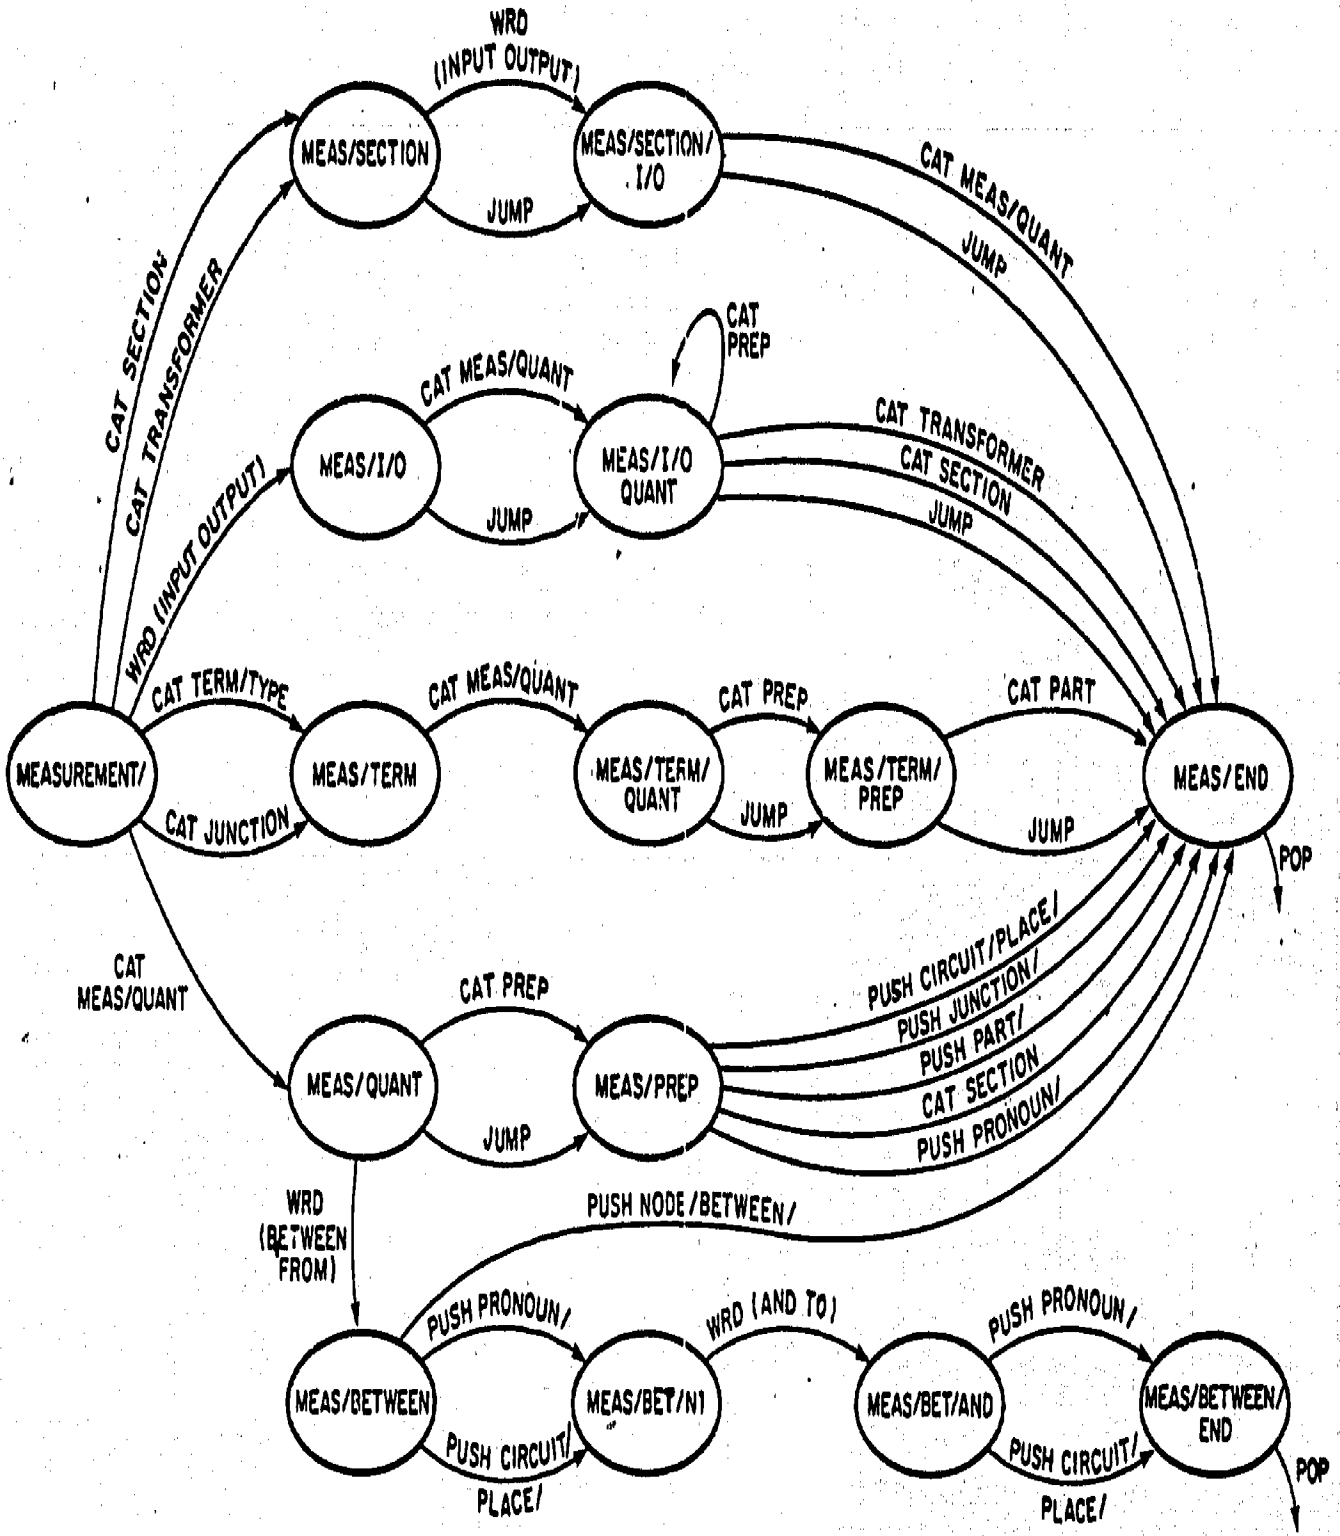 WRD
(INPUT OUTPUT)
MEAS/SECTION
MEAS/SECTION/
I/O
JUMP
CAT MEAS/QUANT
JUMP
CAT SECTION
CAT TRANSFORMER
WRD (INPUT OUTPUT)
CAT
PREP
CAT MEAS/QUANT
MEAS/I/O
MEAS/I/O
QUANT
JUMP
CAT TRANSFORMER
CAT SECTION
JUMP
CAT TERM/TYPE
CAT MEAS/QUANT
CAT PREP
CAT PART
MEASUREMENT/
MEAS/TERM
MEAS/TERM/
QUANT
MEAS/TERM/
PREP
MEAS/END
CAT JUNCTION
JUMP
JUMP
POP
CAT
MEAS/QUANT
CAT PREP
MEAS/QUANT
MEAS/PREP
JUMP
PUSH CIRCUIT/PLACE/
PUSH JUNCTION/
PUSH PART/
CAT SECTION
PUSH PRONOUN/
WRD
(BETWEEN
FROM)
PUSH NODE/BETWEEN/
PUSH PRONOUN/
WRD (AND TO)
PUSH PRONOUN/
MEAS/BETWEEN
MEAS/BET/N1
MEAS/BET/AND
MEAS/BETWEEN/
END
PUSH CIRCUIT/
PLACE/
PUSH CIRCUIT/
PLACE/
POP